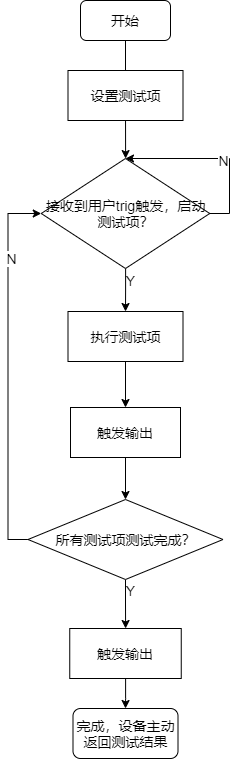 开始
设置测试项
N
接收到用户trig触发，启动
测试项？
N
Y
执行测试项
触发输出
所有测试项测试完成？
Y
触发输出
完成，设备主动
返回测试结果